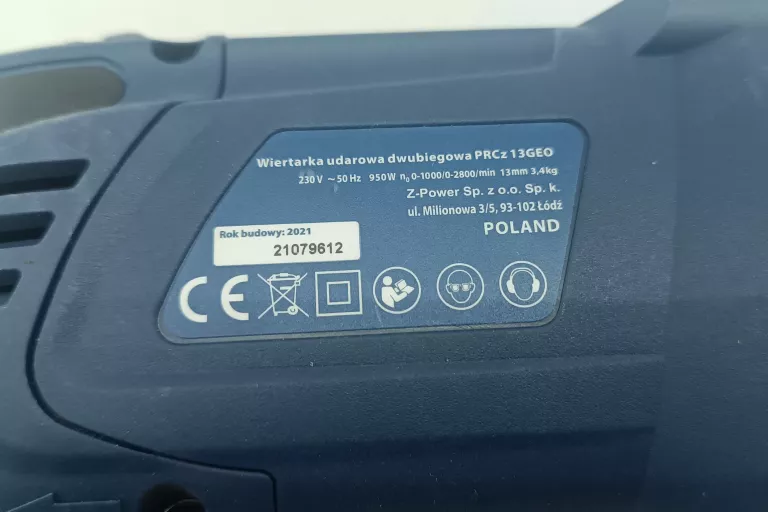 Wiertarka udarowa dwubiegowa PRCz 13GEO
230 V ~ 50 Hz 950W n₀ 0-1000/0-2800/min 13mm 3,4kg
Z-Power Sp. z o.o. Sp. k.
ul. Milionowa 3/5, 93-102 Łódź
POLAND
Rok budowy: 2021
21079612
CE